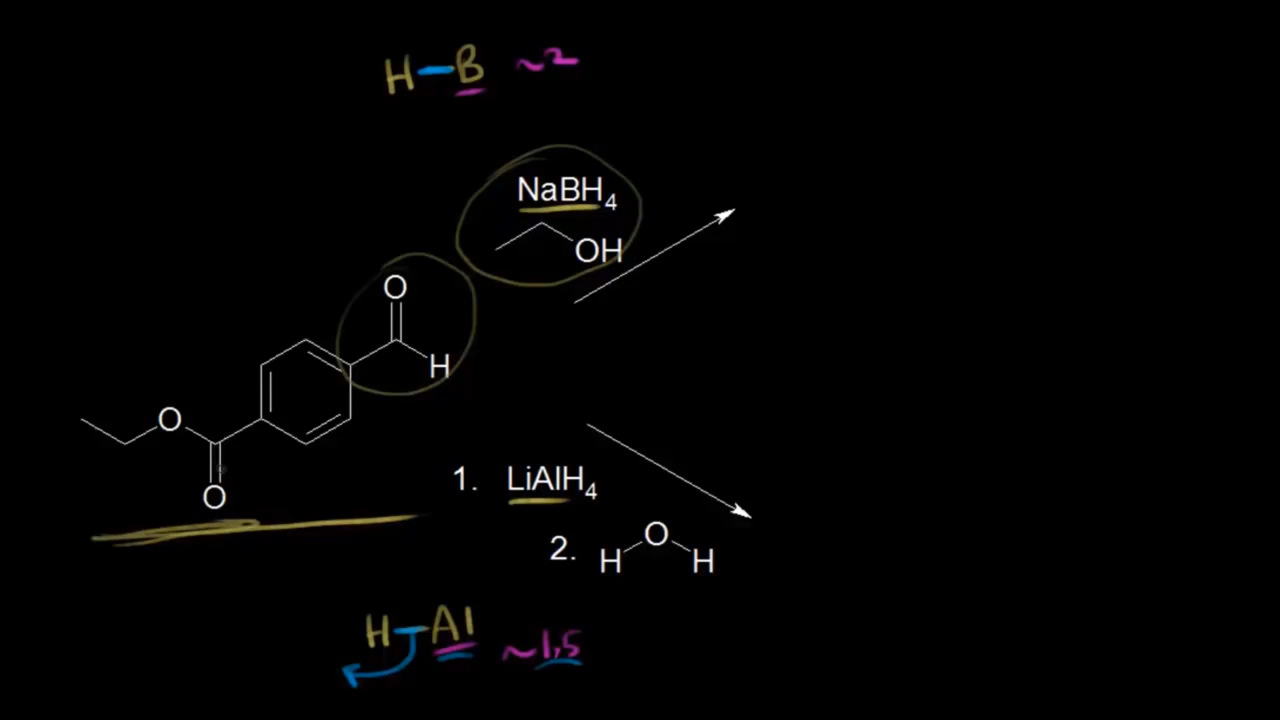 H-B ~2
NaBH4
OH
O
H
O
O
1. LiAlH4
2. H O H
H-Al ~1,5